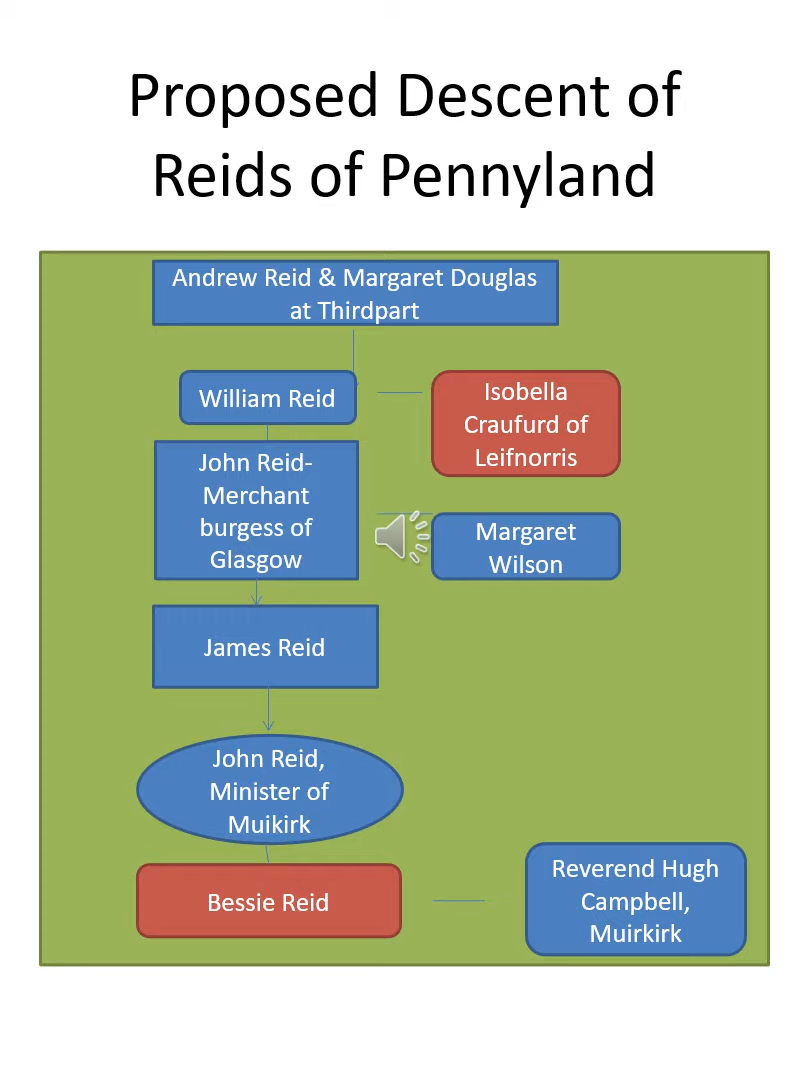 Proposed Descent of
Reids of Pennyland
Andrew Reid & Margaret Douglas
at Thirdpart
William Reid
Isobella
Craufurd of
Leifnorris
John Reid-
Merchant
burgess of
Glasgow
Margaret
Wilson
James Reid
John Reid,
Minister of
Muikirk
Bessie Reid
Reverend Hugh
Campbell,
Muirkirk